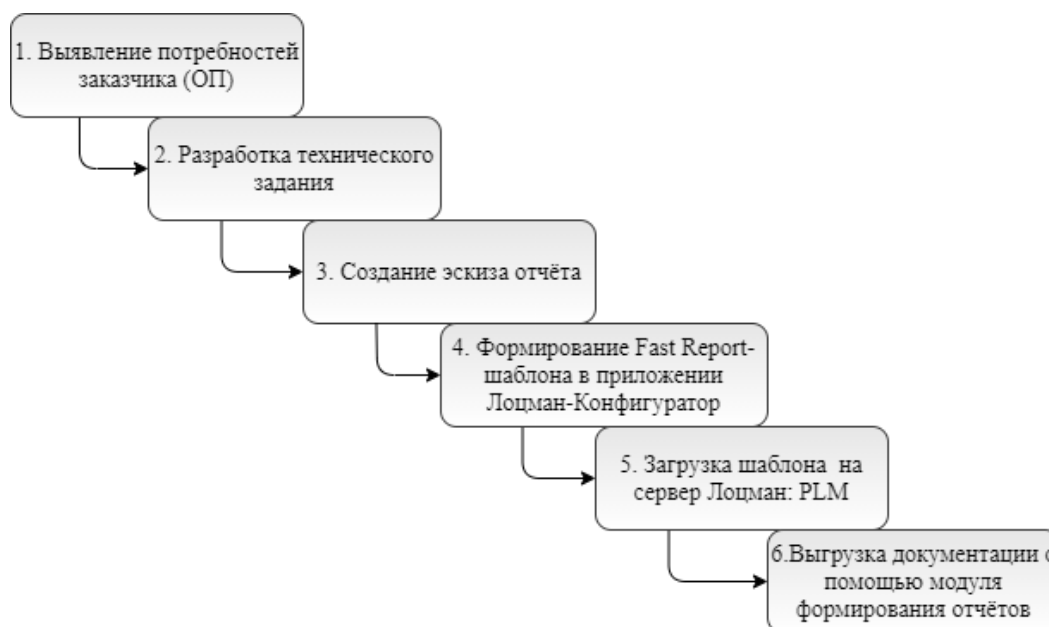 1. Выявление потребностей
заказчика (ОП)
2. Разработка технического
задания
3. Создание эскиза отчёта
4. Формирование Fast Report-
шаблона в приложении
Лоцман-Конфигуратор
5. Загрузка шаблона на
сервер Лоцман: PLM
6.Выгрузка документации с
помощью модуля
формирования отчётов